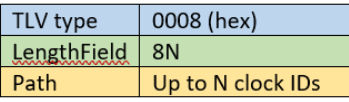 TLV type 0008 (hex)
LengthField 8N
Path Up to N clock IDs